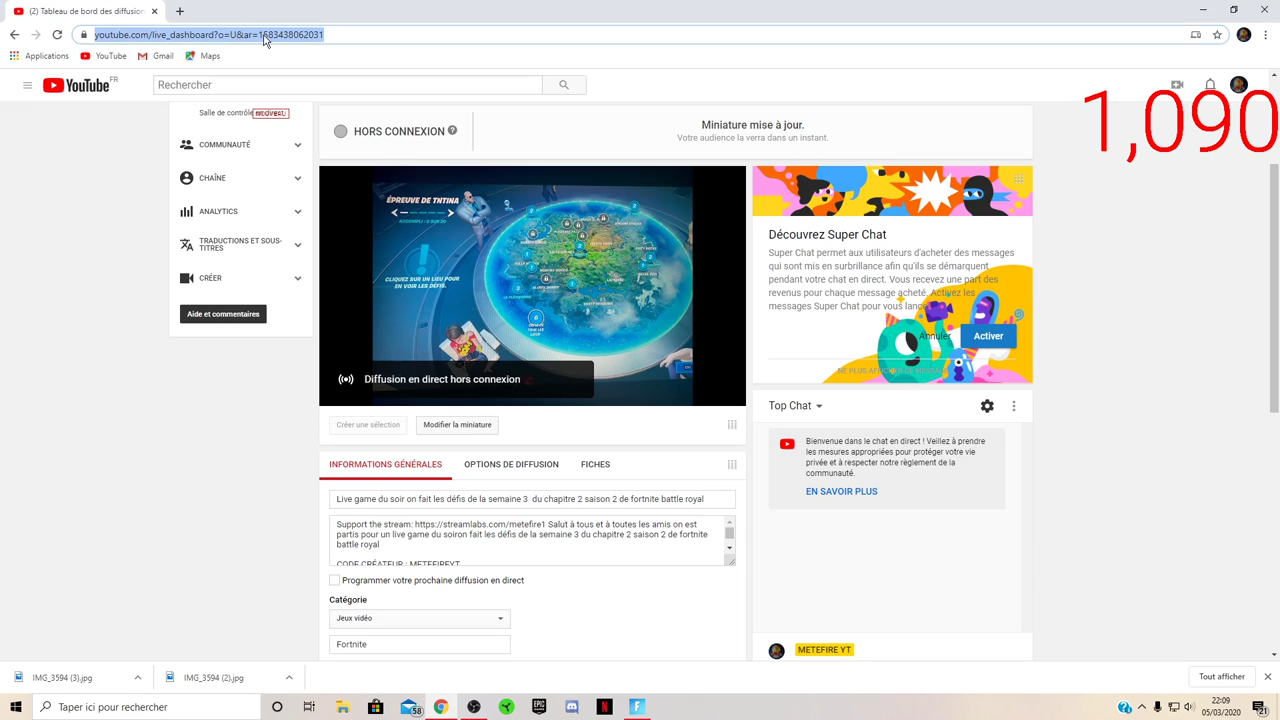 (2) Tableau de bord des diffusion
youtube.com/live_dashboard?o=U&ar=1583438062031
Applications YouTube Gmail Maps
YouTube FR
Rechercher
1,090
Salle de contrôle
COMMUNAUTÉ
CHAÎNE
ANALYTICS
TRADUCTIONS ET SOUS-
TITRES
CRÉER
Aide et commentaires
HORS CONNEXION ?
Miniature mise à jour.
Votre audience la verra dans un instant.
ÉPREUVE DE TNTINA
CLIQUEZ SUR UN LIEU POUR
EN VOIR LES DÉFIS.
Diffusion en direct hors connexion
Créer une sélection Modifier la miniature
INFORMATIONS GÉNÉRALES OPTIONS DE DIFFUSION FICHES
Live game du soir on fait les défis de la semaine 3 du chapitre 2 saison 2 de fortnite battle royal
Support the stream: https://streamlabs.com/metefire1 Salut à tous et à toutes les amis on est
partis pour un live game du soiron fait les défis de la semaine 3 du chapitre 2 saison 2 de fortnite
battle royal
CODE CRÉATEUR : METEFIREYT
Programmer votre prochaine diffusion en direct
Catégorie
Jeux vidéo
Fortnite
Découvrez Super Chat
Super Chat permet aux utilisateurs d'acheter des messages
qui sont mis en surbrillance afin qu'ils se démarquent
pendant votre chat en direct. Vous recevez une part des
revenus pour chaque message acheté. Activez les
messages Super Chat pour vous lancer
Annuler Activer
NE PLUS AFFICHER CE MESSAGE
Top Chat
Bienvenue dans le chat en direct ! Veillez à prendre
les mesures appropriées pour protéger votre vie
privée et à respecter notre règlement de la
communauté.
EN SAVOIR PLUS
METEFIRE YT
IMG_3594 (3).jpg IMG_3594 (2).jpg Tout afficher
Taper ici pour rechercher
58
EPIC
GAMES
22:09
05/03/2020
21